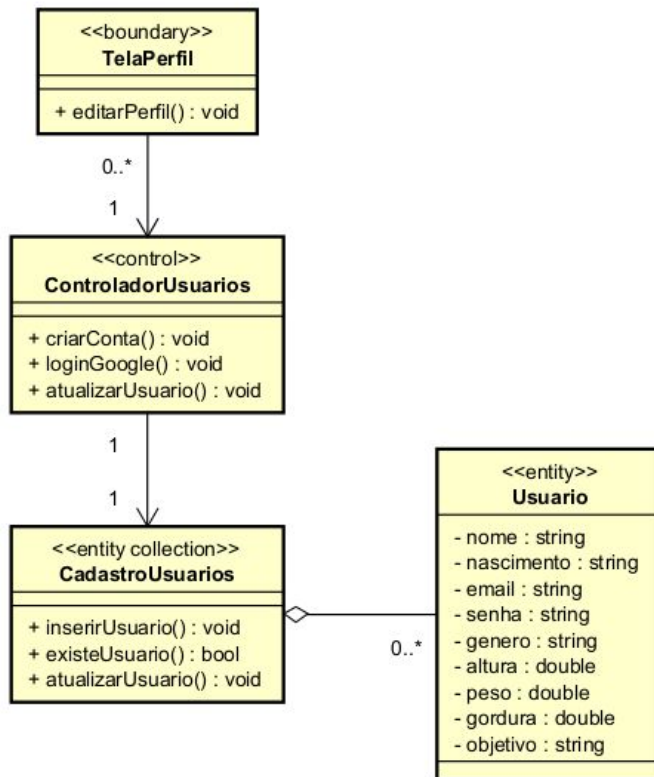 <<boundary>>
TelaPerfil
+ editarPerfil() : void
0..*
1
<<control>>
ControladorUsuarios
+ criarConta() : void
+ loginGoogle() : void
+ atualizarUsuario() : void
1
1
<<entity collection>>
CadastroUsuarios
+ inserirUsuario() : void
+ existeUsuario() : bool
+ atualizarUsuario() : void
0..*
<<entity>>
Usuario
- nome : string
- nascimento : string
- email : string
- senha : string
- genero : string
- altura : double
- peso : double
- gordura : double
- objetivo : string